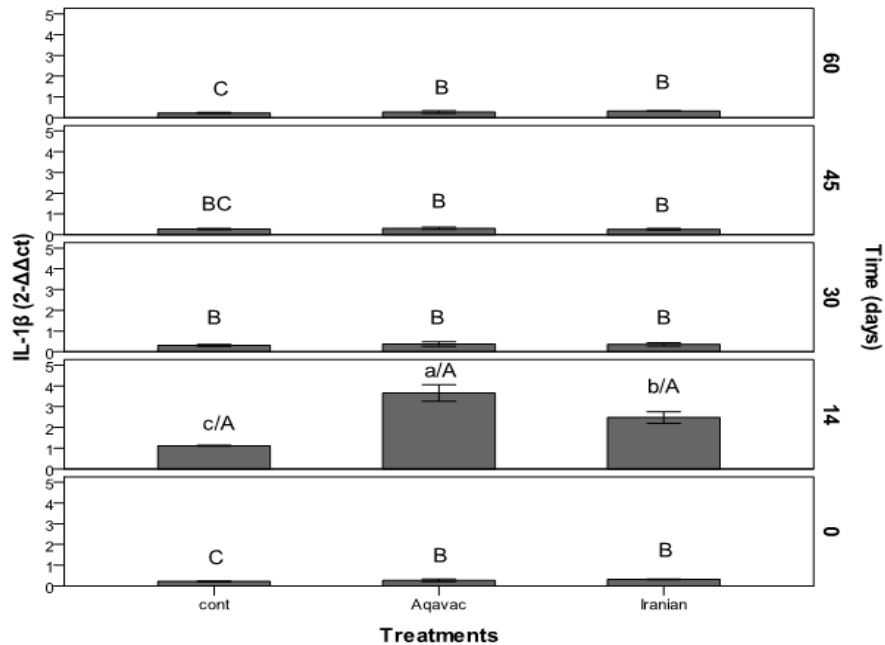 5
4
3
2
1
0
C
B
B
60
5
4
3
2
1
0
BC
B
B
45
5
4
3
2
1
0
B
B
B
30
5
4
3
2
1
0
c/A
a/A
b/A
14
5
4
3
2
1
0
C
B
B
0
cont
Aqavac
Iranian
Treatments
IL-1β (2-ΔΔct)
Time (days)